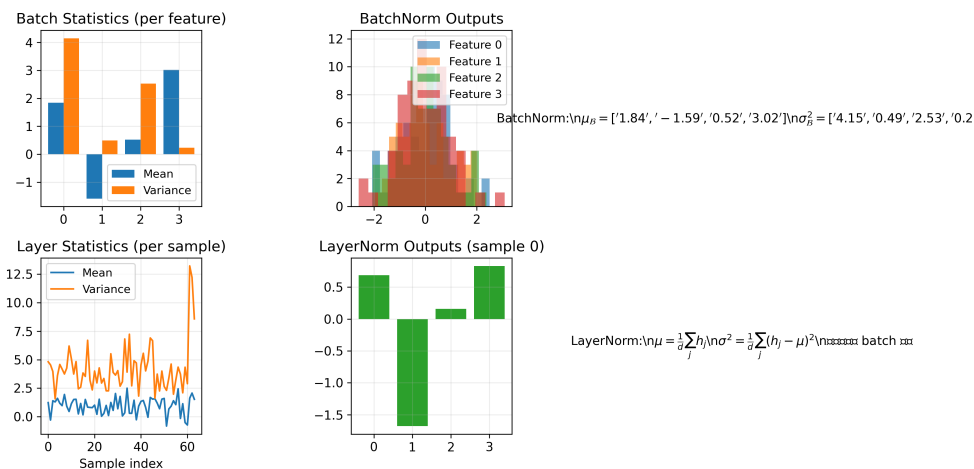 Batch Statistics (per feature)
4
3
2
1
0
−1
0 1 2 3
Mean
Variance
BatchNorm Outputs
12
10
8
6
4
2
0
−2 0 2
Feature 0
Feature 1
Feature 2
Feature 3
BatchNorm:\nμ_ℬ = ['1.84',' − 1.59', '0.52', '3.02']\nσ²_ℬ = ['4.15', '0.49', '2.53', '0.2
Layer Statistics (per sample)
12.5
10.0
7.5
5.0
2.5
0.0
0 20 40 60
Sample index
Mean
Variance
LayerNorm Outputs (sample 0)
0.5
0.0
−0.5
−1.0
−1.5
0 1 2 3
LayerNorm:\nμ = 1/d ∑_j h_j\nσ² = 1/d ∑_j (h_j − μ)²\n batch